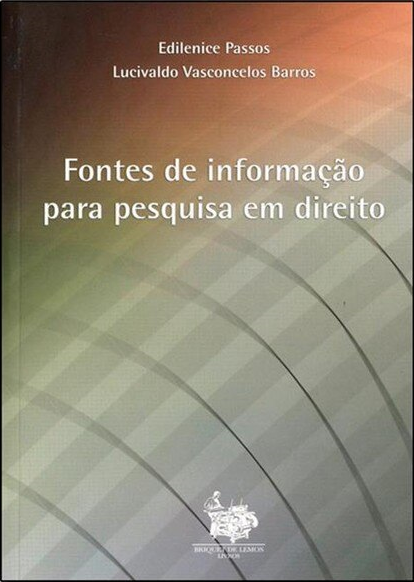 Edilenice Passos
Lucivaldo Vasconcelos Barros
Fontes de informação
para pesquisa em direito
BRIQUET DE LEMOS
LIVROS